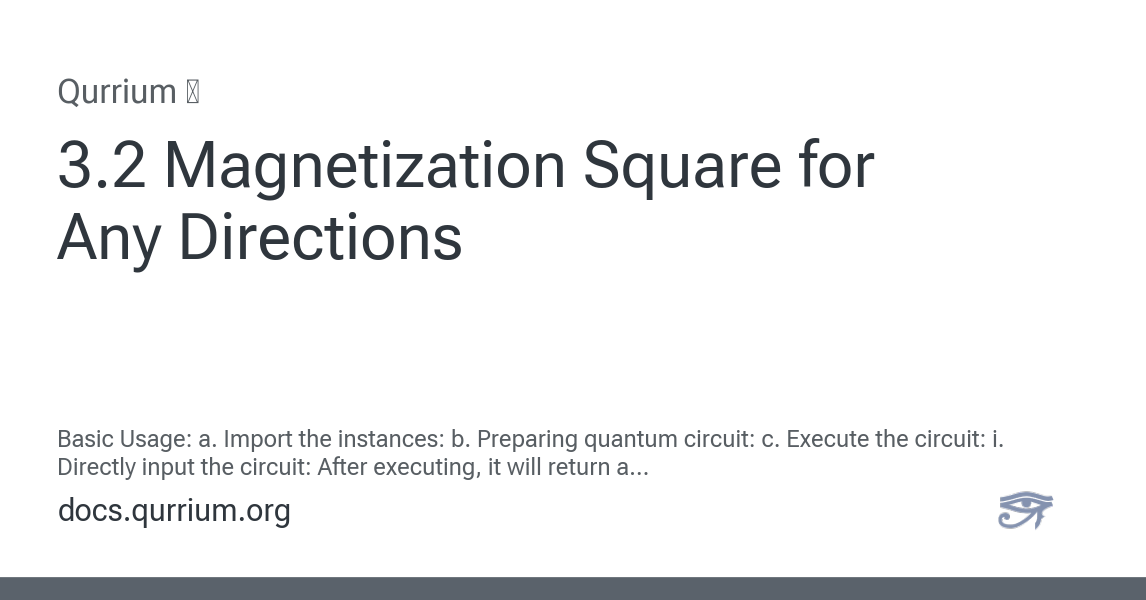 Qurrium
3.2 Magnetization Square for
Any Directions
Basic Usage: a. Import the instances: b. Preparing quantum circuit: c. Execute the circuit: i.
Directly input the circuit: After executing, it will return a...
docs.qurrium.org